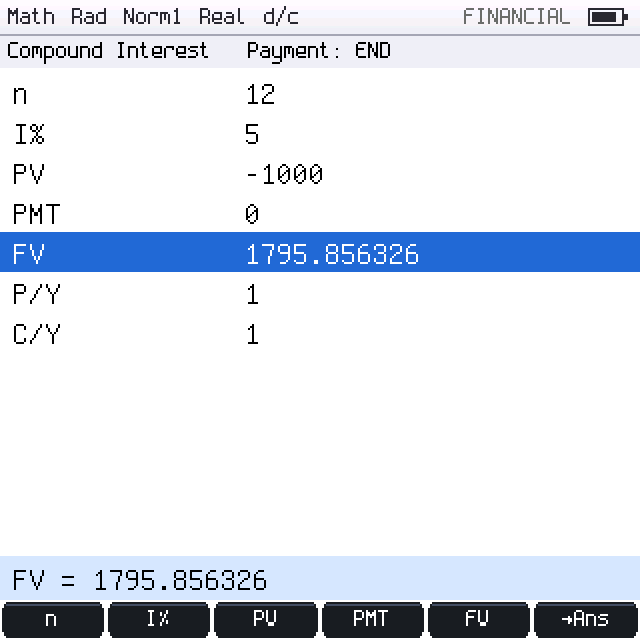 Math Rad Norm1 Real d/c FINANCIAL
Compound Interest Payment: END
n 12
I% 5
PV -1000
PMT 0
FV 1795.856326
P/Y 1
C/Y 1
FV = 1795.856326
n I% PV PMT FV →Ans